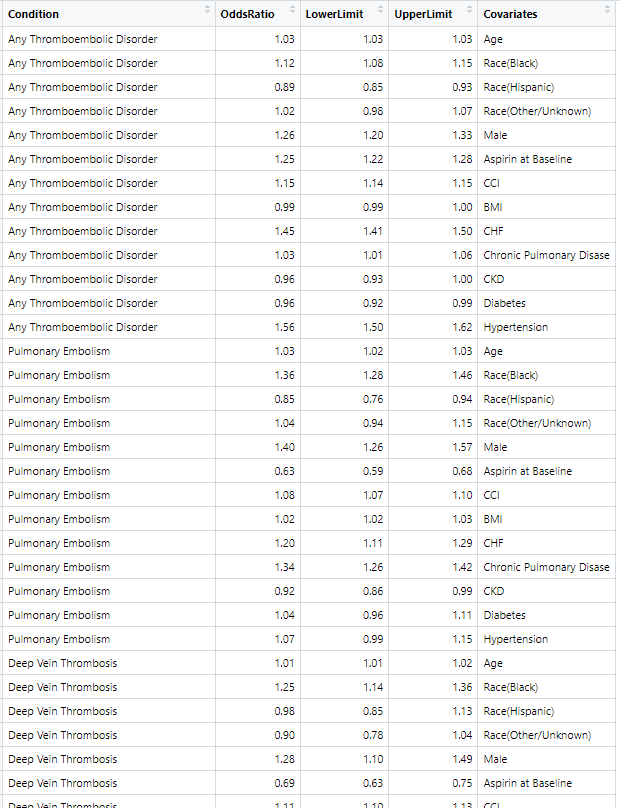 Condition OddsRatio LowerLimit UpperLimit Covariates
Any Thromboembolic Disorder 1.03 1.03 1.03 Age
Any Thromboembolic Disorder 1.12 1.08 1.15 Race(Black)
Any Thromboembolic Disorder 0.89 0.85 0.93 Race(Hispanic)
Any Thromboembolic Disorder 1.02 0.98 1.07 Race(Other/Unknown)
Any Thromboembolic Disorder 1.26 1.20 1.33 Male
Any Thromboembolic Disorder 1.25 1.22 1.28 Aspirin at Baseline
Any Thromboembolic Disorder 1.15 1.14 1.15 CCI
Any Thromboembolic Disorder 0.99 0.99 1.00 BMI
Any Thromboembolic Disorder 1.45 1.41 1.50 CHF
Any Thromboembolic Disorder 1.03 1.01 1.06 Chronic Pulmonary Disase
Any Thromboembolic Disorder 0.96 0.93 1.00 CKD
Any Thromboembolic Disorder 0.96 0.92 0.99 Diabetes
Any Thromboembolic Disorder 1.56 1.50 1.62 Hypertension
Pulmonary Embolism 1.03 1.02 1.03 Age
Pulmonary Embolism 1.36 1.28 1.46 Race(Black)
Pulmonary Embolism 0.85 0.76 0.94 Race(Hispanic)
Pulmonary Embolism 1.04 0.94 1.15 Race(Other/Unknown)
Pulmonary Embolism 1.40 1.26 1.57 Male
Pulmonary Embolism 0.63 0.59 0.68 Aspirin at Baseline
Pulmonary Embolism 1.08 1.07 1.10 CCI
Pulmonary Embolism 1.02 1.02 1.03 BMI
Pulmonary Embolism 1.20 1.11 1.29 CHF
Pulmonary Embolism 1.34 1.26 1.42 Chronic Pulmonary Disase
Pulmonary Embolism 0.92 0.86 0.99 CKD
Pulmonary Embolism 1.04 0.96 1.11 Diabetes
Pulmonary Embolism 1.07 0.99 1.15 Hypertension
Deep Vein Thrombosis 1.01 1.01 1.02 Age
Deep Vein Thrombosis 1.25 1.14 1.36 Race(Black)
Deep Vein Thrombosis 0.98 0.85 1.13 Race(Hispanic)
Deep Vein Thrombosis 0.90 0.78 1.04 Race(Other/Unknown)
Deep Vein Thrombosis 1.28 1.10 1.49 Male
Deep Vein Thrombosis 0.69 0.63 0.75 Aspirin at Baseline
Deep Vein Thrombosis 1.11 1.10 1.13 CCI